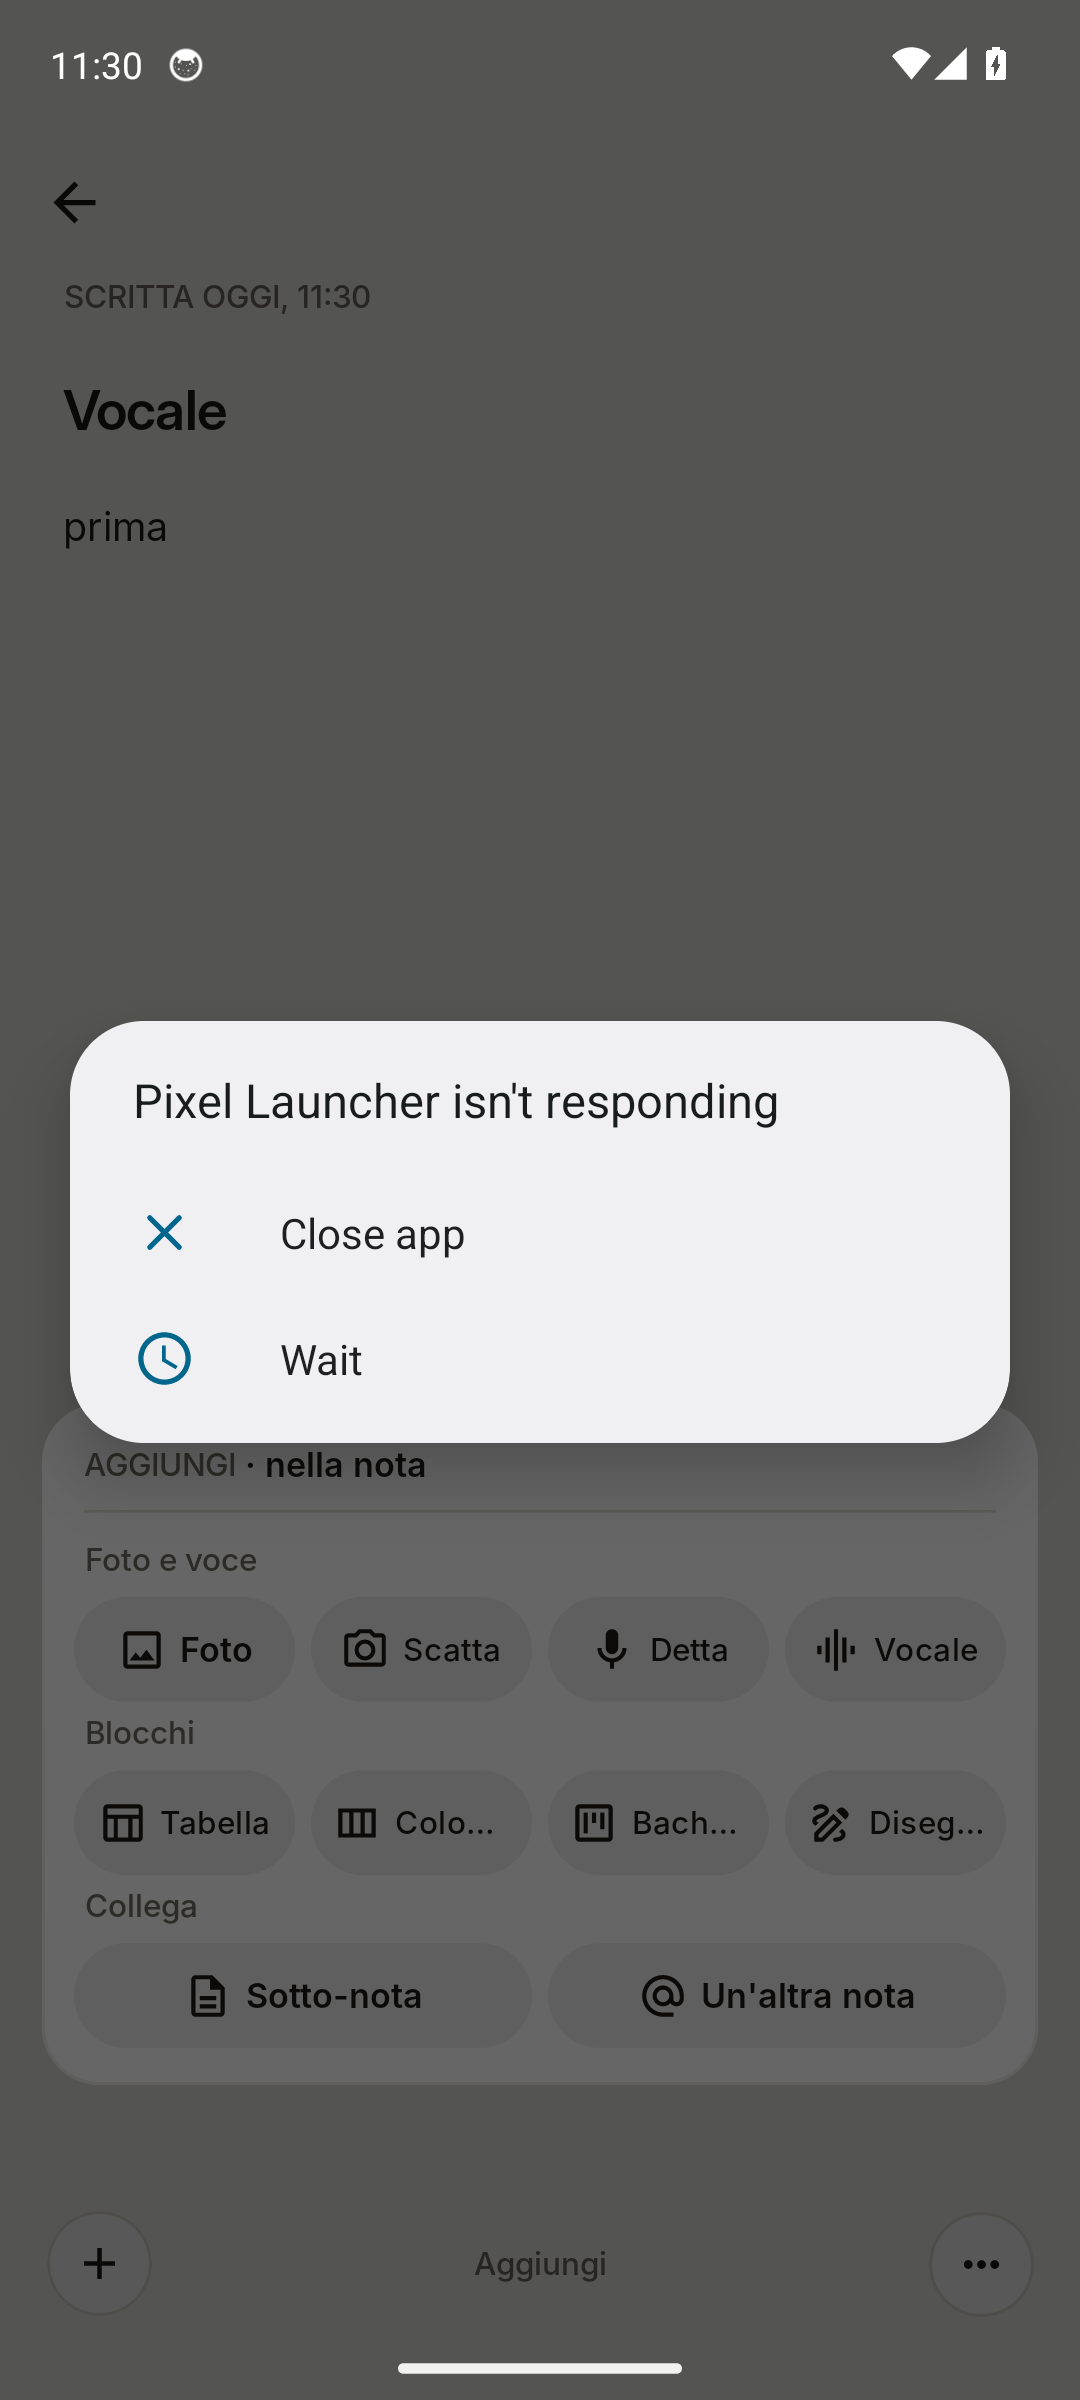 11:30
SCRITTA OGGI, 11:30
Vocale
prima
Pixel Launcher isn't responding
Close app
Wait
AGGIUNGI · nella nota
Foto e voce
Foto Scatta Detta Vocale
Blocchi
Tabella Colo... Bach... Diseg...
Collega
Sotto-nota Un'altra nota
Aggiungi